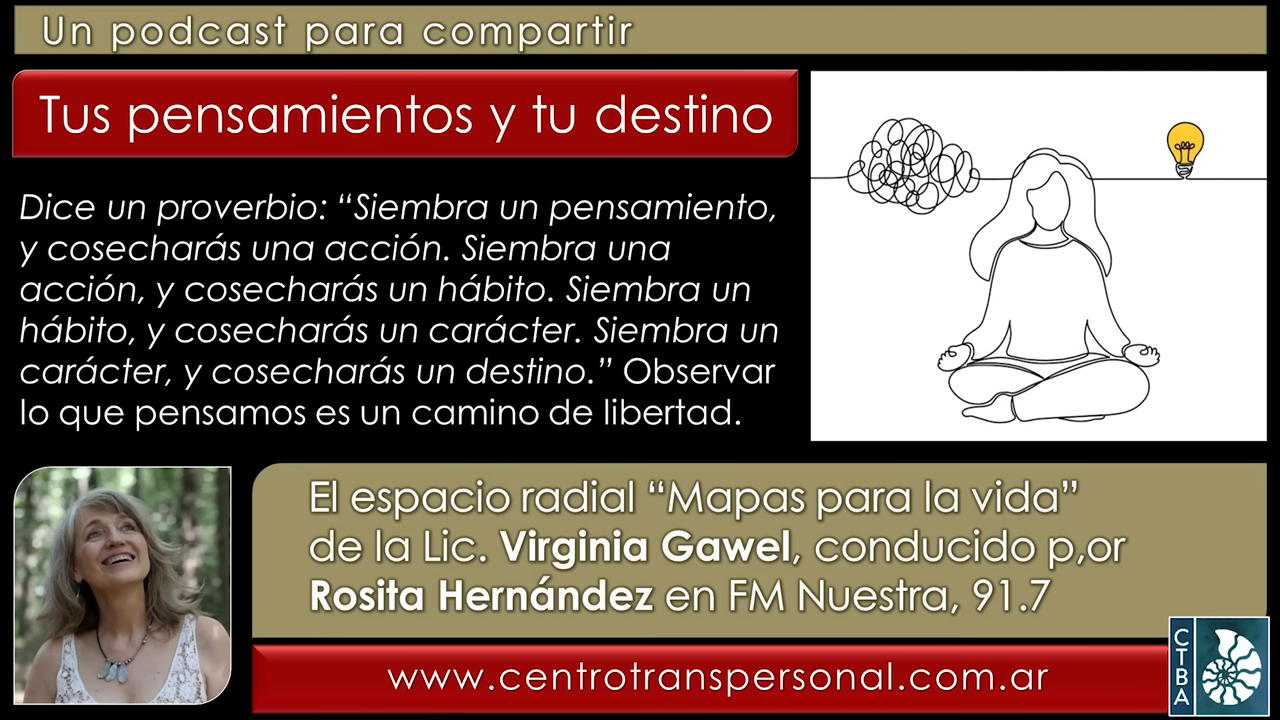 Un podcast para compartir
Tus pensamientos y tu destino
Dice un proverbio: “Siembra un pensamiento,
y cosecharás una acción. Siembra una
acción, y cosecharás un hábito. Siembra un
hábito, y cosecharás un carácter. Siembra un
carácter, y cosecharás un destino.” Observar
lo que pensamos es un camino de libertad.
El espacio radial “Mapas para la vida”
de la Lic. Virginia Gawel, conducido p,or
Rosita Hernández en FM Nuestra, 91.7
www.centrotranspersonal.com.ar
CTBA